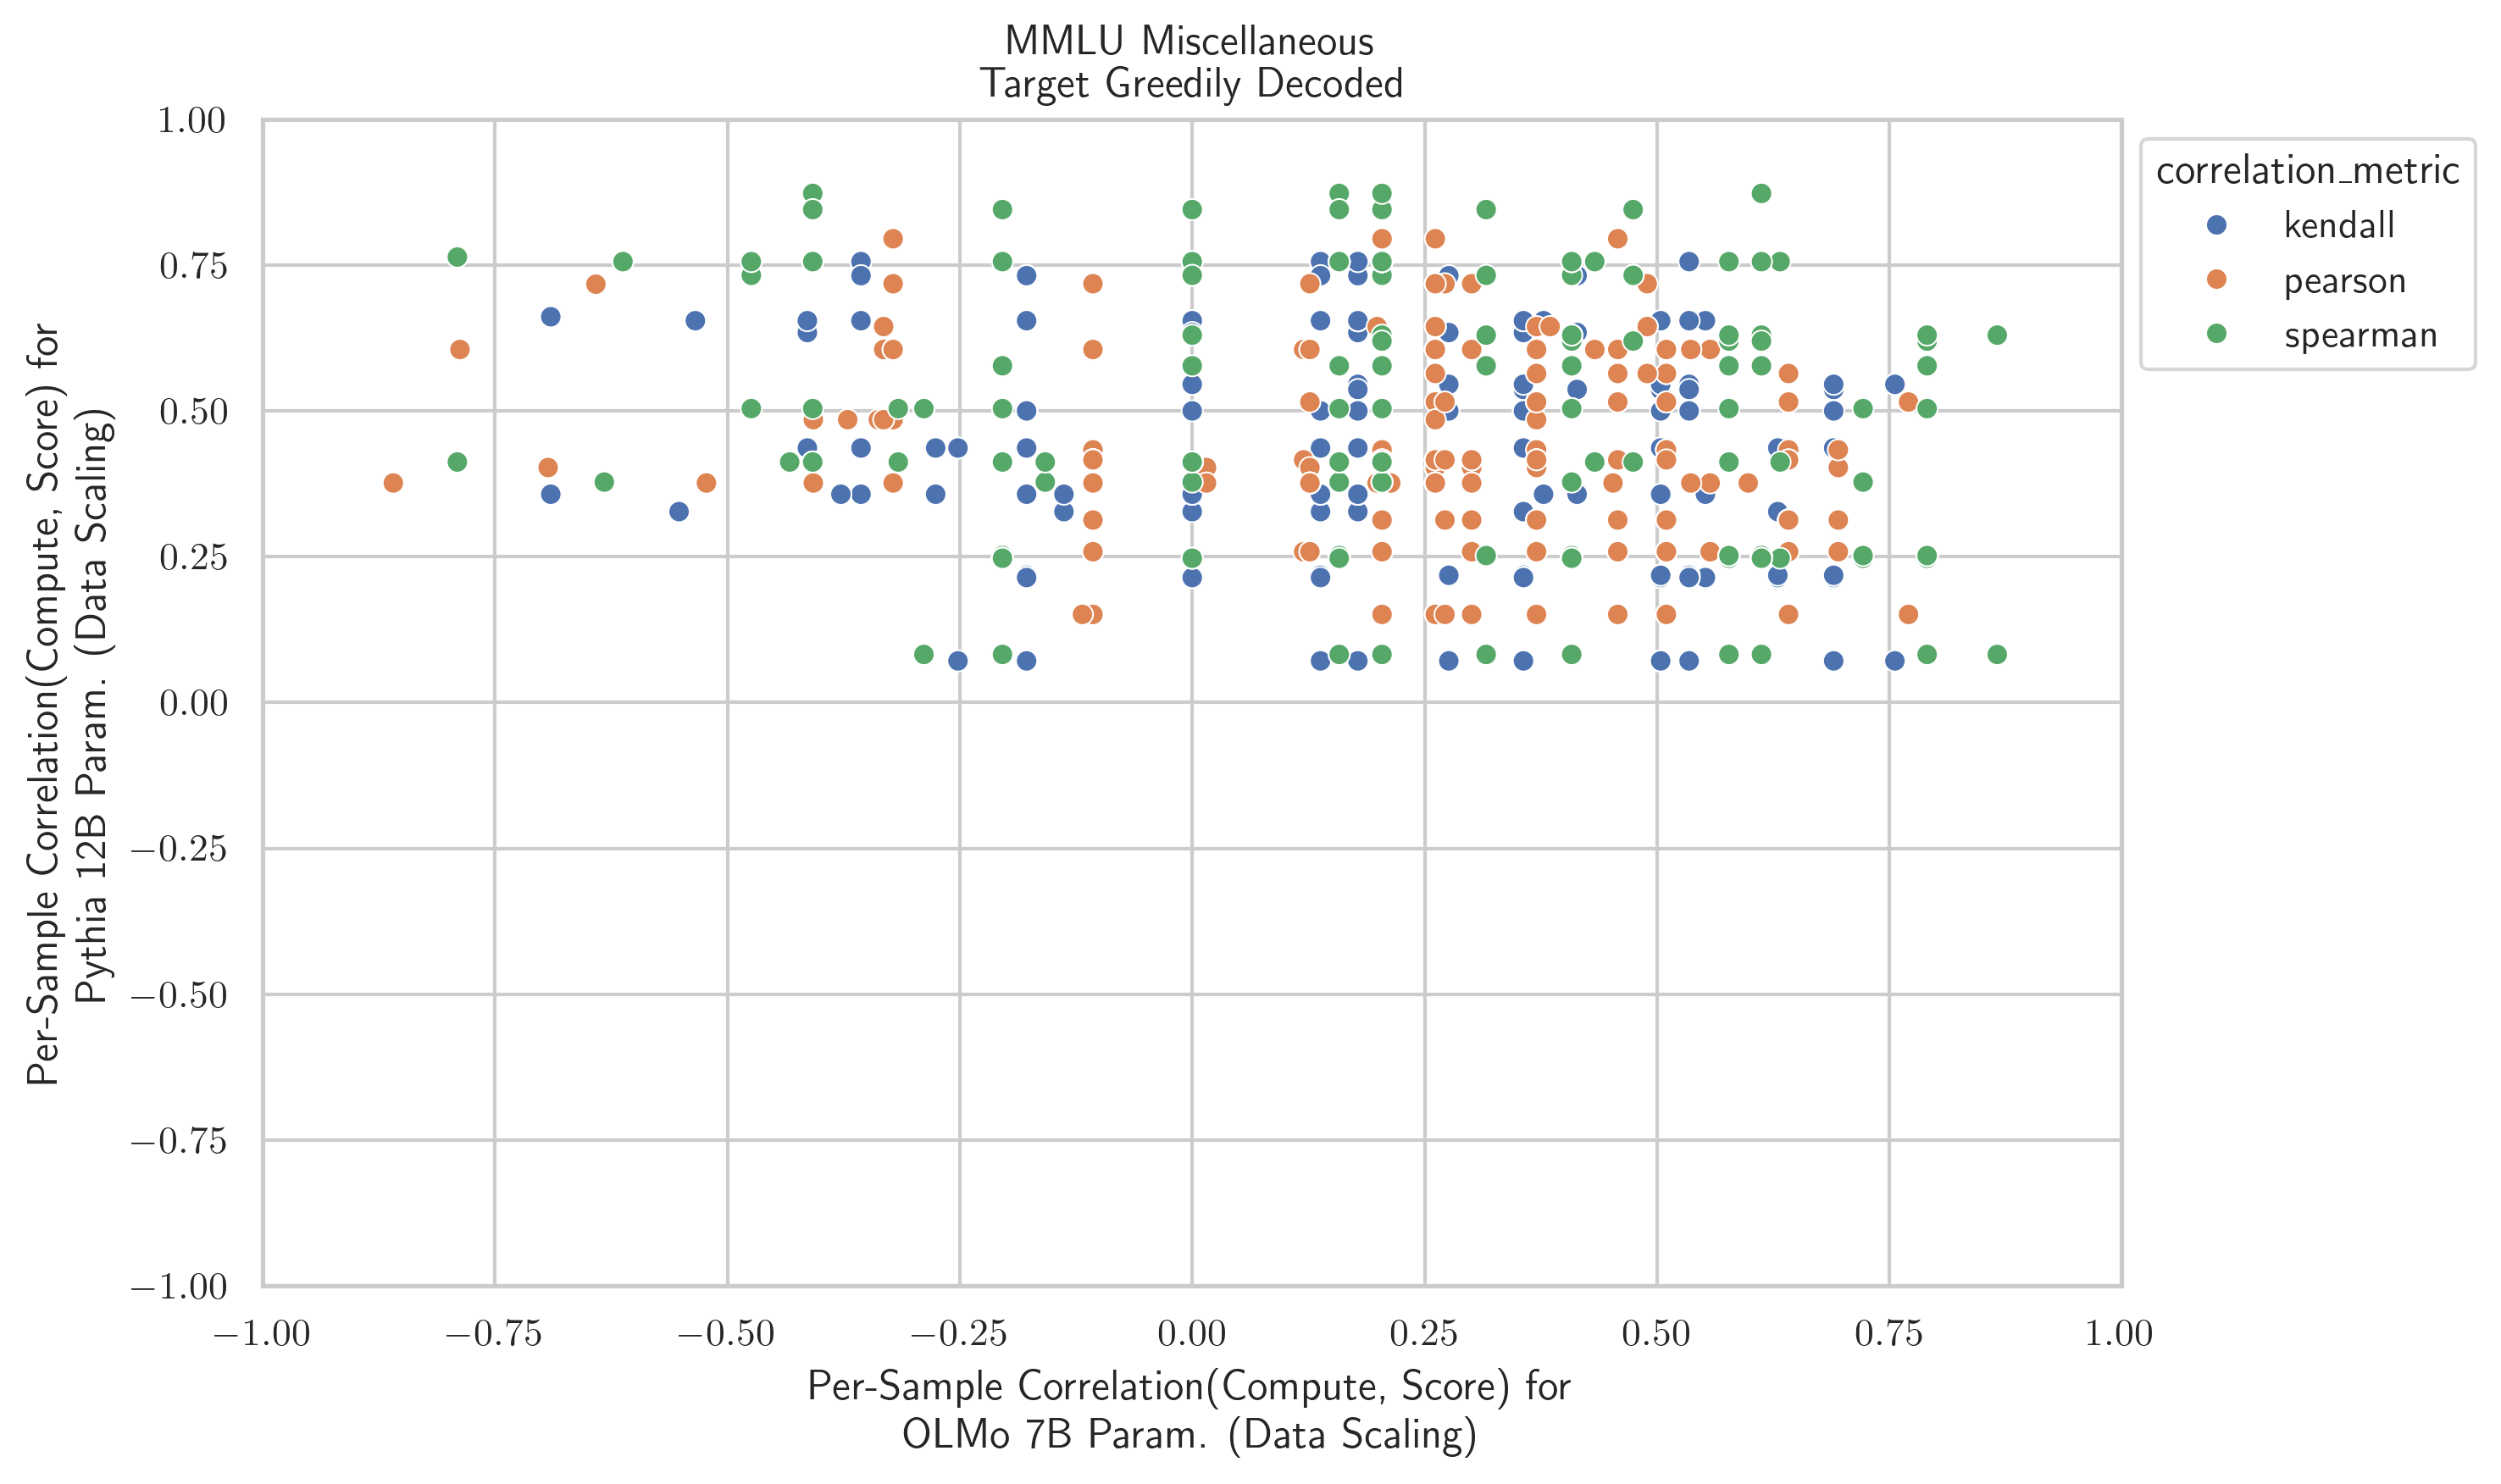 MMLU Miscellaneous
Target Greedily Decoded
Per-Sample Correlation(Compute, Score) for
Pythia 12B Param. (Data Scaling)
1.00
0.75
0.50
0.25
0.00
−0.25
−0.50
−0.75
−1.00
−1.00 −0.75 −0.50 −0.25 0.00 0.25 0.50 0.75 1.00
Per-Sample Correlation(Compute, Score) for
OLMo 7B Param. (Data Scaling)
correlation_metric
kendall
pearson
spearman